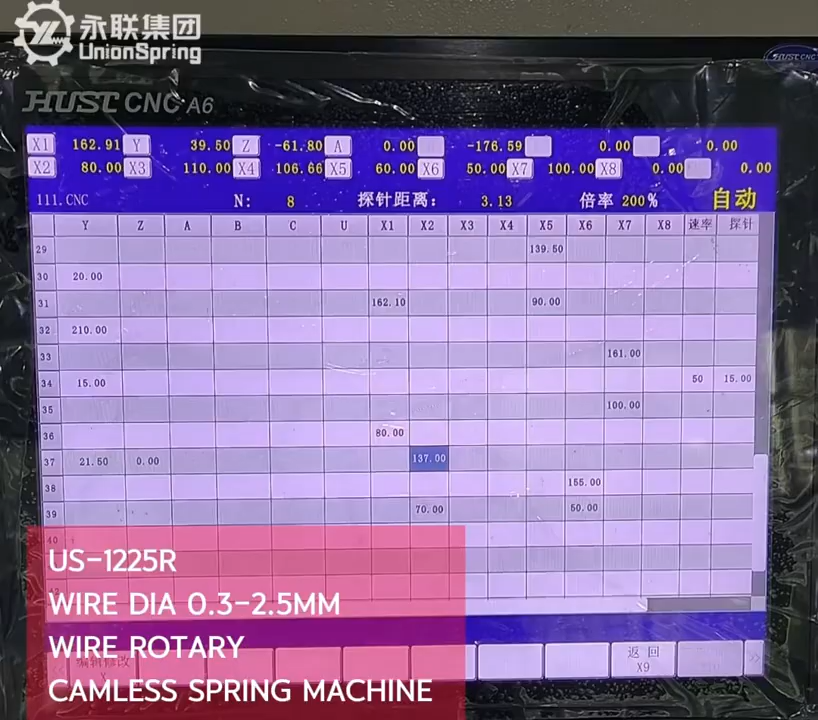 永联集团
UnionSpring
HUST CNC
HUST CNC A6
X1 162.91 Y 39.50 Z -61.80 A 0.00 -176.59 0.00 0.00
X2 80.00 X3 110.00 X4 106.66 X5 60.00 X6 50.00 X7 100.00 X8 0.00 0.00
111.CNC N: 8 探针距离: 3.13 倍率 200% 自动
Y Z A B C U X1 X2 X3 X4 X5 X6 X7 X8 速率 探针
29 139.50
30 20.00
31 162.10 90.00
32 210.00
33 161.00
34 15.00 50 15.00
35 100.00
36 80.00
37 21.50 0.00 137.00
38 155.00
39 70.00 50.00
40
US-1225R
WIRE DIA 0.3-2.5MM
WIRE ROTARY
编辑修改 返回
X9
CAMLESS SPRING MACHINE